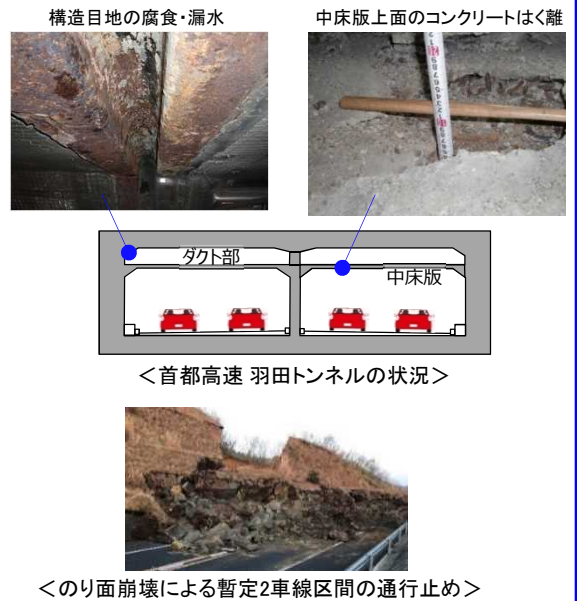 構造目地の腐食・漏水
中床版上面のコンクリートはく離
ダクト部
中床版
＜首都高速 羽田トンネルの状況＞
＜のり面崩壊による暫定2車線区間の通行止め＞